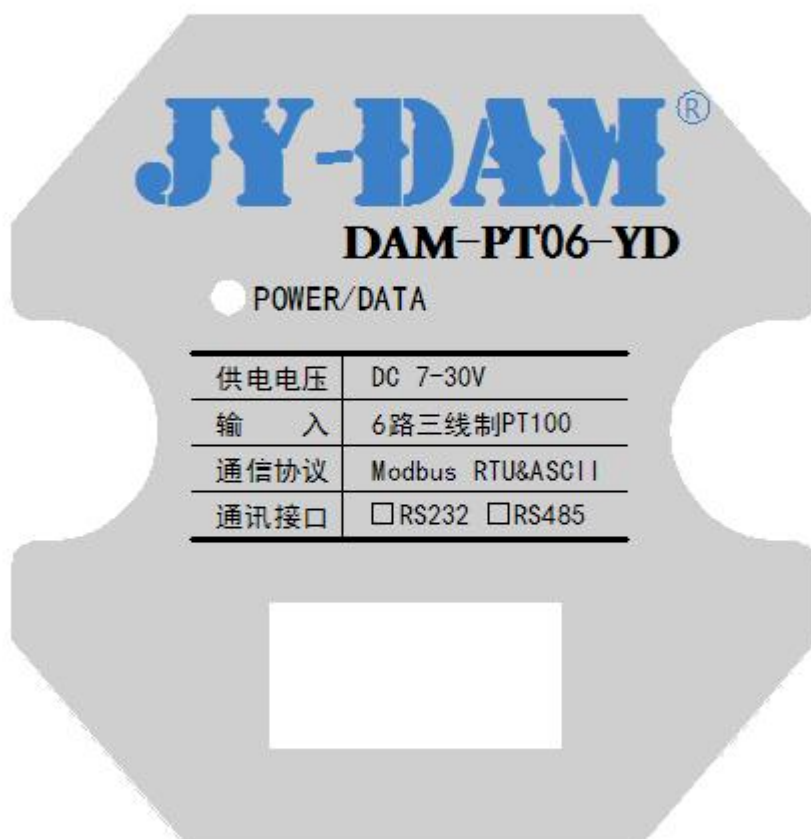 JY-DAM®
DAM-PT06-YD
POWER/DATA
供电电压 DC 7-30V
输 入 6路三线制PT100
通信协议 Modbus RTU&ASCII
通讯接口 □RS232 □RS485